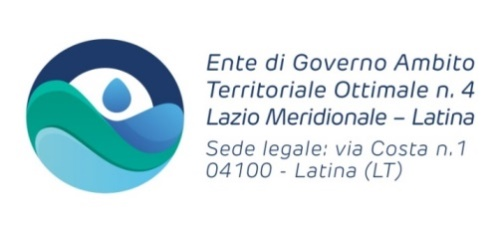 Ente di Governo Ambito
Territoriale Ottimale n. 4
Lazio Meridionale – Latina
Sede legale: via Costa n.1
04100 - Latina (LT)